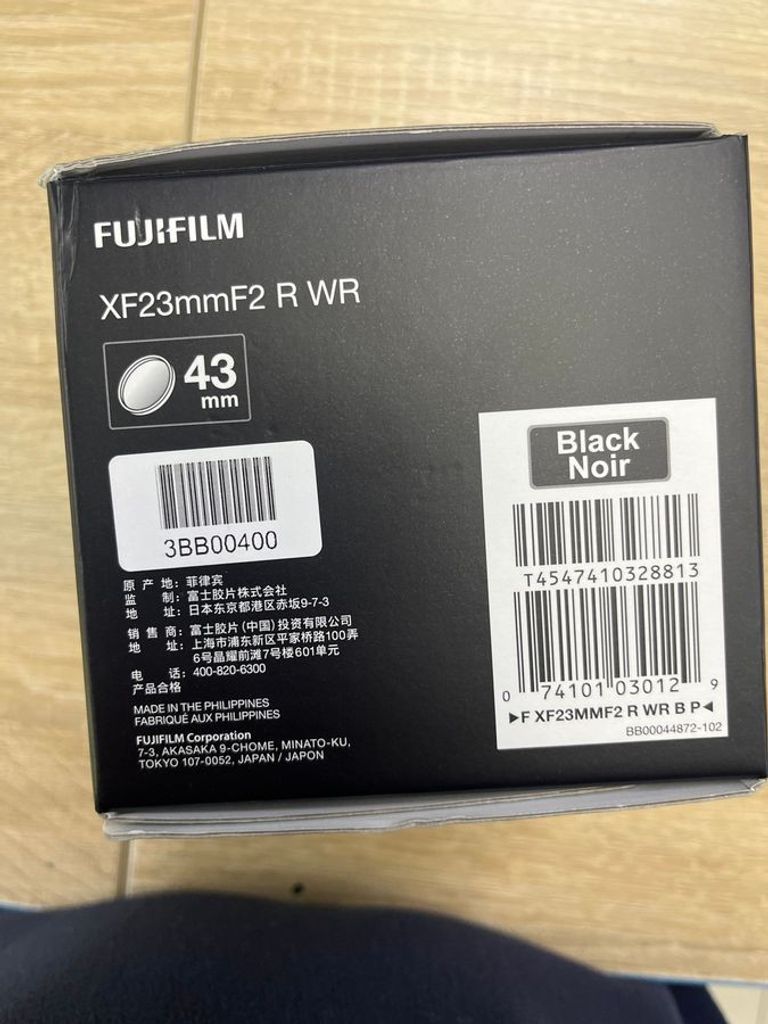 FUJIFILM
XF23mmF2 R WR
43
mm
3BB00400
原产地：菲律宾
监制：富士胶片株式会社
地址：日本东京都港区赤坂9-7-3
销售商：富士胶片(中国)投资有限公司
地址：上海市浦东新区平家桥路100弄
6号晶耀前滩7号楼601单元
电话：400-820-6300
产品合格
MADE IN THE PHILIPPINES
FABRIQUÉ AUX PHILIPPINES
FUJIFILM Corporation
7-3, AKASAKA 9-CHOME, MINATO-KU,
TOKYO 107-0052, JAPAN / JAPON
Black
Noir
T4547410328813
0 74101 03012 9
▶F XF23MMF2 R WR B P◀
BB00044872-102